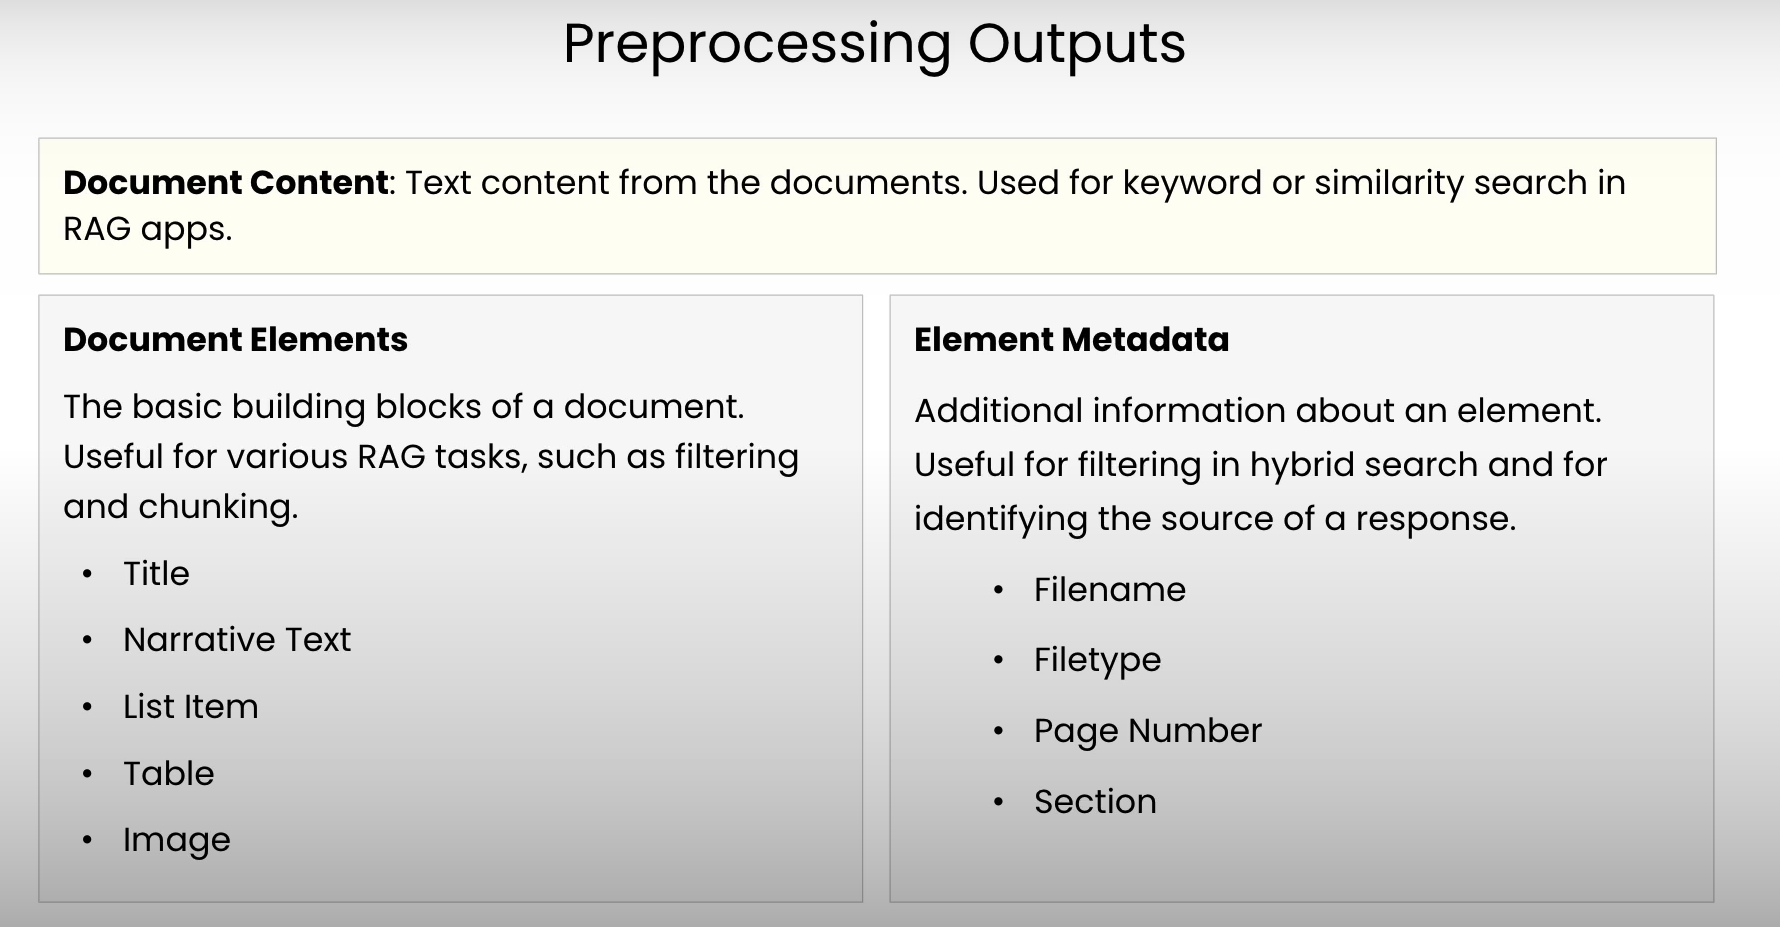 Preprocessing Outputs
Document Content: Text content from the documents. Used for keyword or similarity search in
RAG apps.
Document Elements
The basic building blocks of a document.
Useful for various RAG tasks, such as filtering
and chunking.
• Title
• Narrative Text
• List Item
• Table
• Image
Element Metadata
Additional information about an element.
Useful for filtering in hybrid search and for
identifying the source of a response.
• Filename
• Filetype
• Page Number
• Section